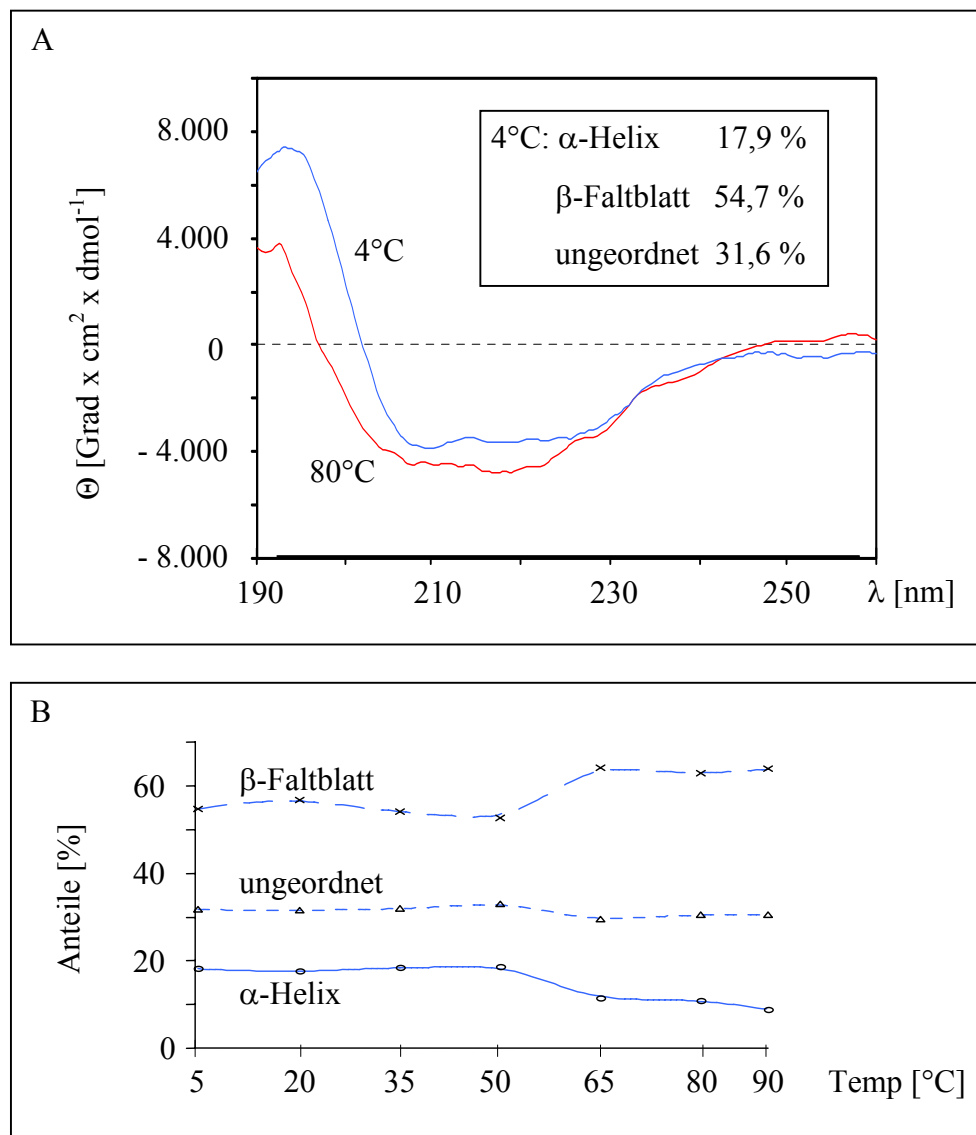 A
Θ [Grad x cm² x dmol⁻¹]
8.000
4.000
0
- 4.000
- 8.000
4°C: α-Helix 17,9 %
β-Faltblatt 54,7 %
ungeordnet 31,6 %
4°C
80°C
190 210 230 250 λ [nm]
B
Anteile [%]
60
40
20
0
β-Faltblatt
ungeordnet
α-Helix
5 20 35 50 65 80 90 Temp [°C]